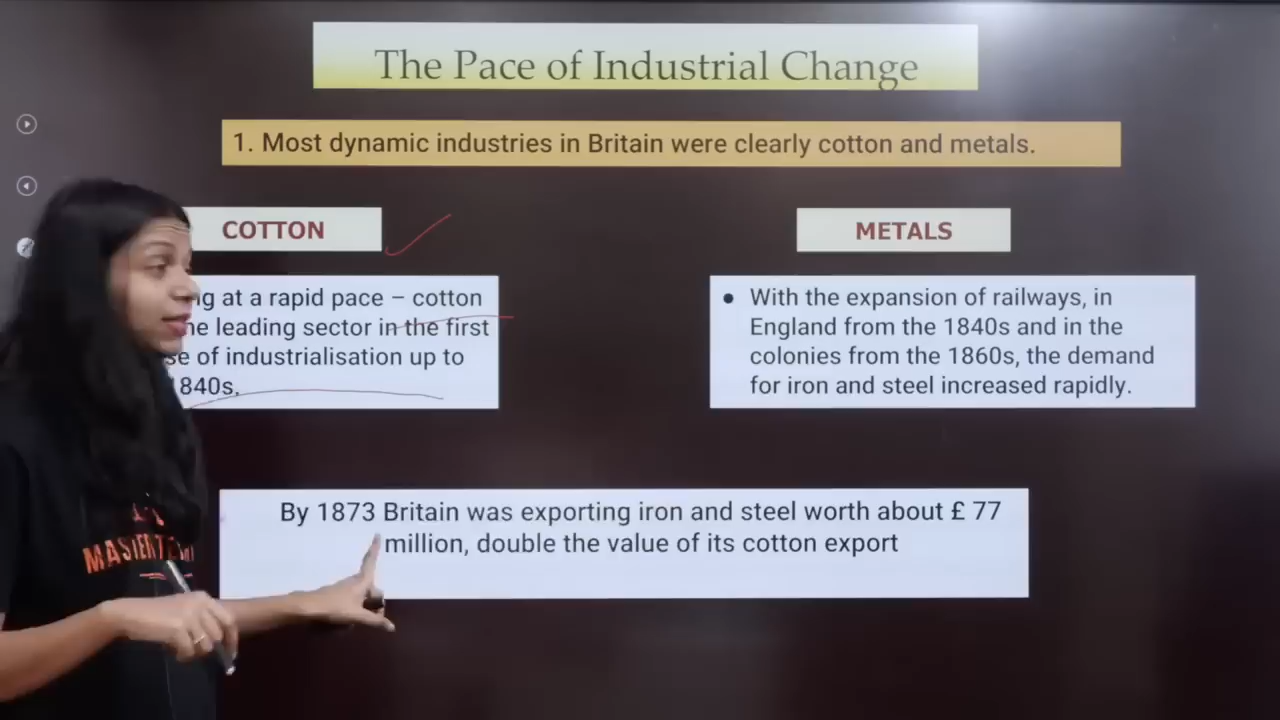 The Pace of Industrial Change
1. Most dynamic industries in Britain were clearly cotton and metals.
COTTON
METALS
at a rapid pace – cotton
leading sector in the first
of industrialisation up to
840s.
With the expansion of railways, in
England from the 1840s and in the
colonies from the 1860s, the demand
for iron and steel increased rapidly.
By 1873 Britain was exporting iron and steel worth about £ 77
million, double the value of its cotton export